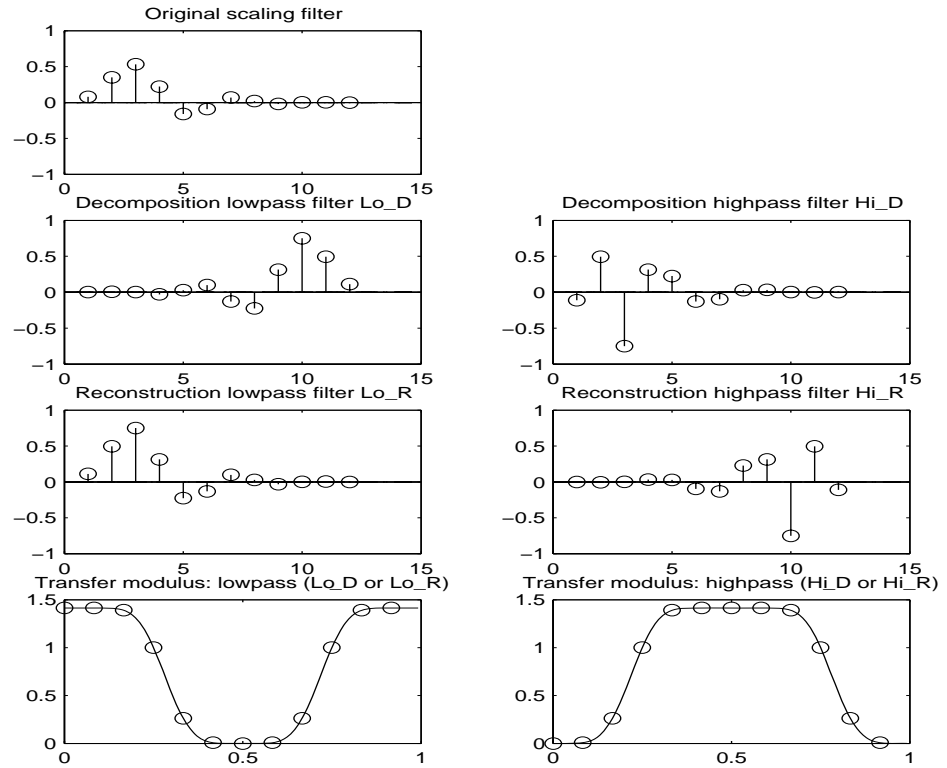 Original scaling filter
1
0.5
0
−0.5
−1
0 5 10 15
Decomposition lowpass filter Lo_D
1
0.5
0
−0.5
−1
0 5 10 15
Decomposition highpass filter Hi_D
1
0.5
0
−0.5
−1
0 5 10 15
Reconstruction lowpass filter Lo_R
1
0.5
0
−0.5
−1
0 5 10 15
Reconstruction highpass filter Hi_R
1
0.5
0
−0.5
−1
0 5 10 15
Transfer modulus: lowpass (Lo_D or Lo_R)
1.5
1
0.5
0
0 0.5 1
Transfer modulus: highpass (Hi_D or Hi_R)
1.5
1
0.5
0
0 0.5 1